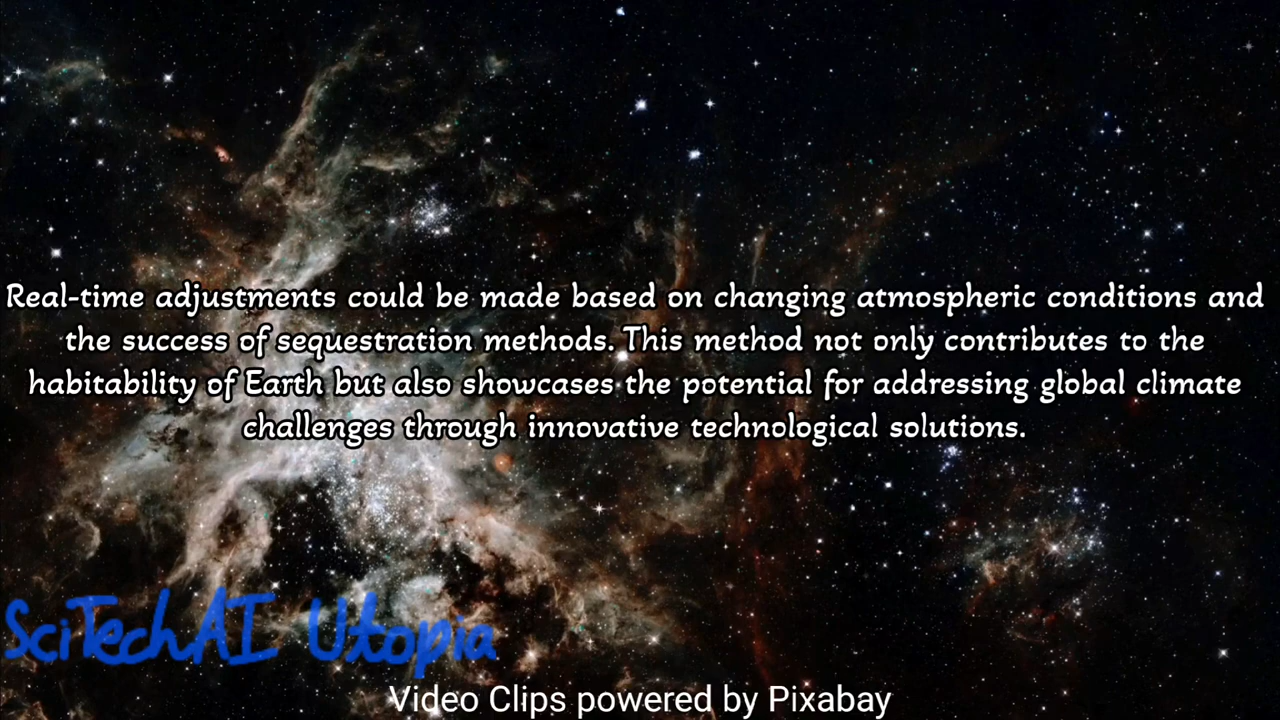 Real-time adjustments could be made based on changing atmospheric conditions and
the success of sequestration methods. This method not only contributes to the
habitability of Earth but also showcases the potential for addressing global climate
challenges through innovative technological solutions.
SciTechAI Utopia
Video Clips powered by Pixabay